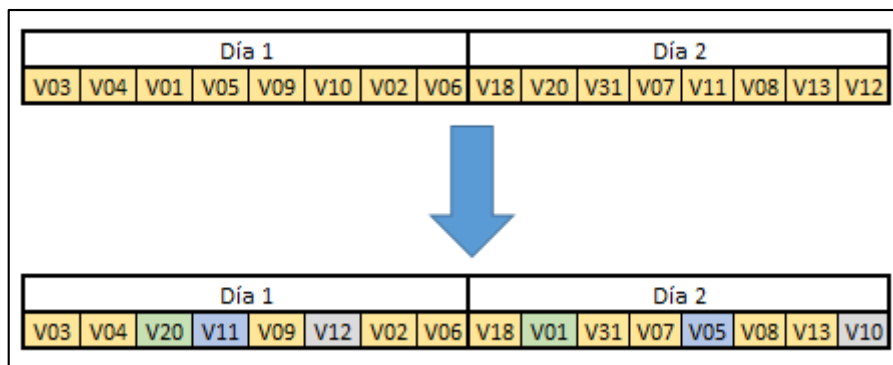 Día 1 Día 2
V03 V04 V01 V05 V09 V10 V02 V06 V18 V20 V31 V07 V11 V08 V13 V12
Día 1 Día 2
V03 V04 V20 V11 V09 V12 V02 V06 V18 V01 V31 V07 V05 V08 V13 V10